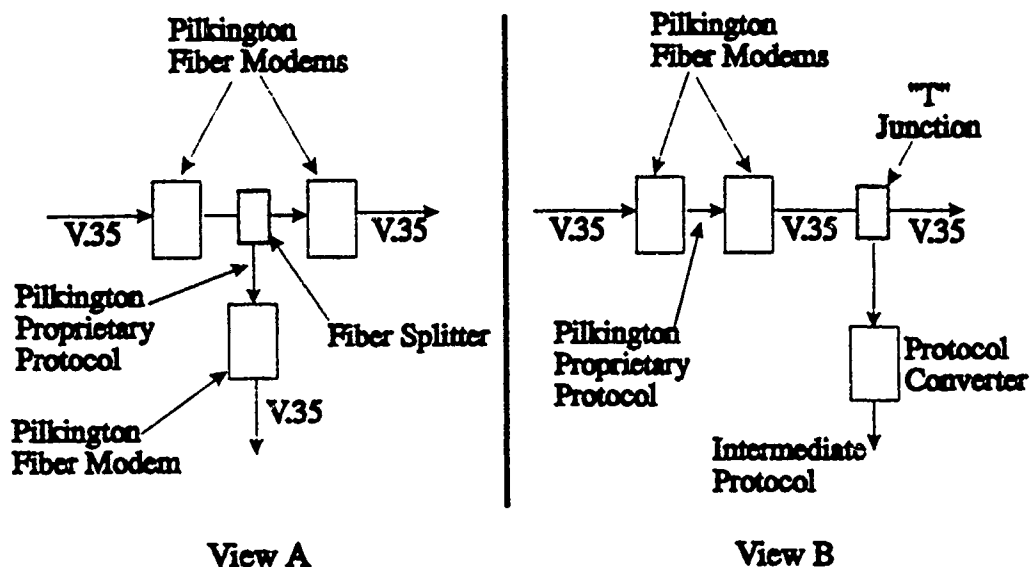 Pilkington
Fiber Modems
V.35
V.35
Pilkington
Proprietary
Protocol
Fiber Splitter
V.35
Pilkington
Fiber Modem
View A
Pilkington
Fiber Modems
"T"
Junction
V.35
V.35
V.35
Pilkington
Proprietary
Protocol
Protocol
Converter
Intermediate
Protocol
View B